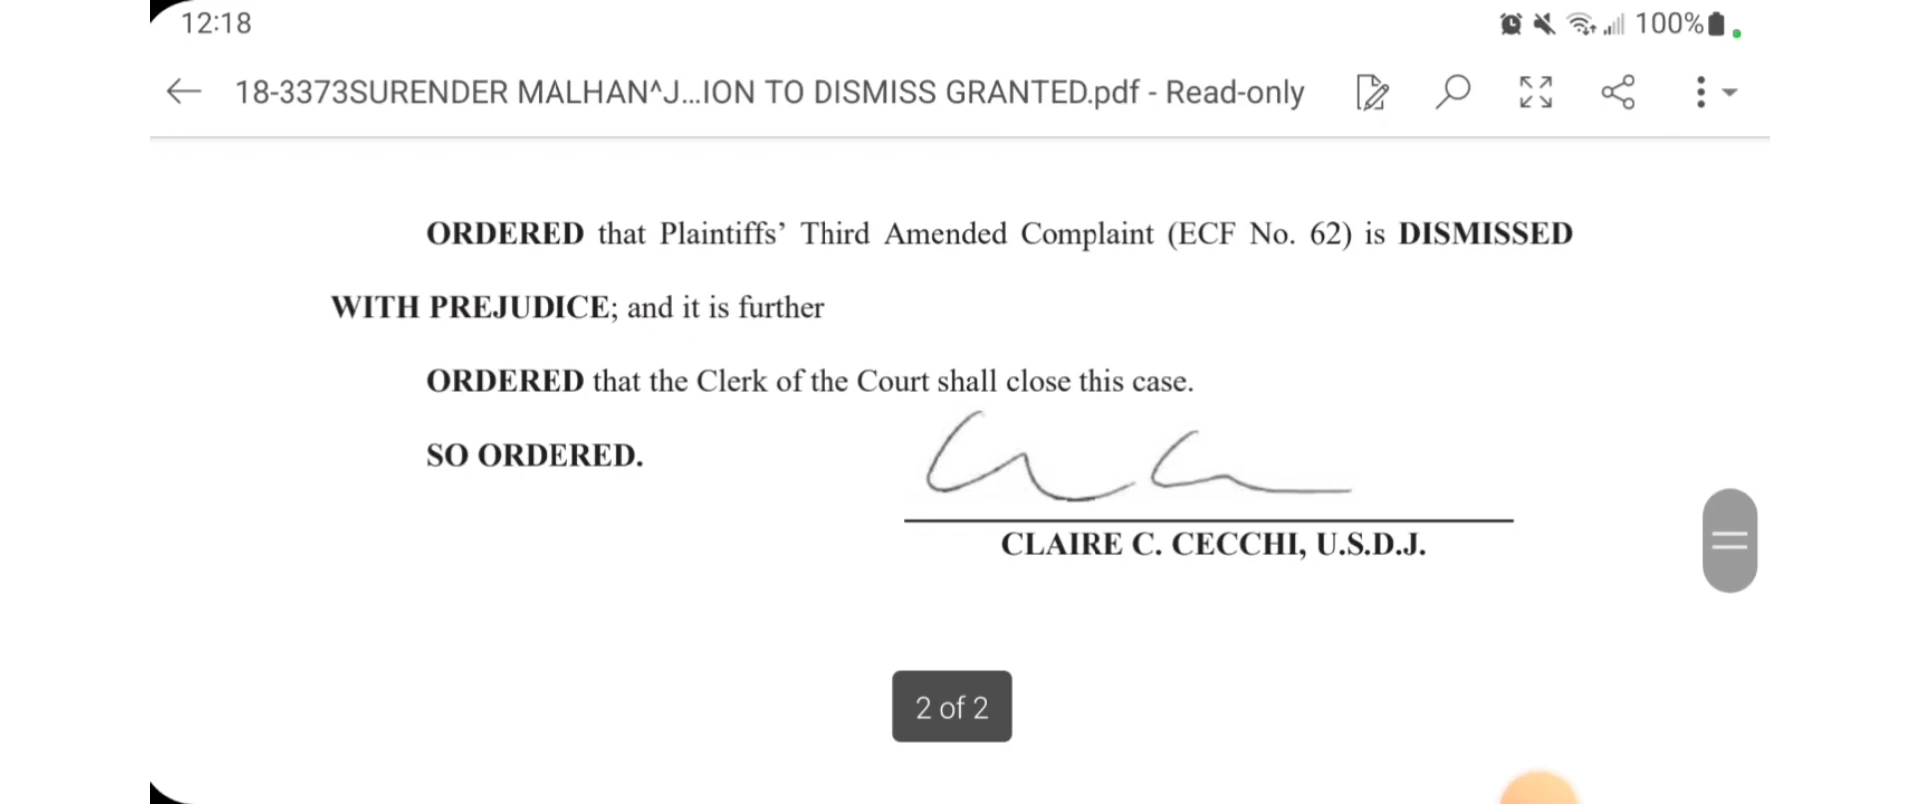 12:18
100%
18-3373SURENDER MALHAN^J...ION TO DISMISS GRANTED.pdf - Read-only
ORDERED that Plaintiffs’ Third Amended Complaint (ECF No. 62) is DISMISSED
WITH PREJUDICE; and it is further
ORDERED that the Clerk of the Court shall close this case.
SO ORDERED.
CLAIRE C. CECCHI, U.S.D.J.
2 of 2